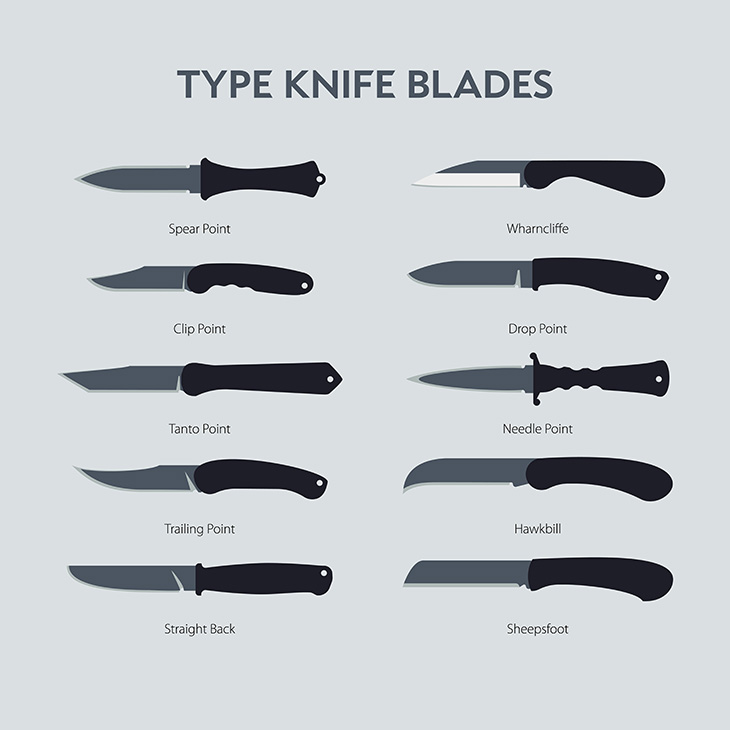 TYPE KNIFE BLADES
Spear Point
Wharncliffe
Clip Point
Drop Point
Tanto Point
Needle Point
Trailing Point
Hawkbill
Straight Back
Sheepsfoot